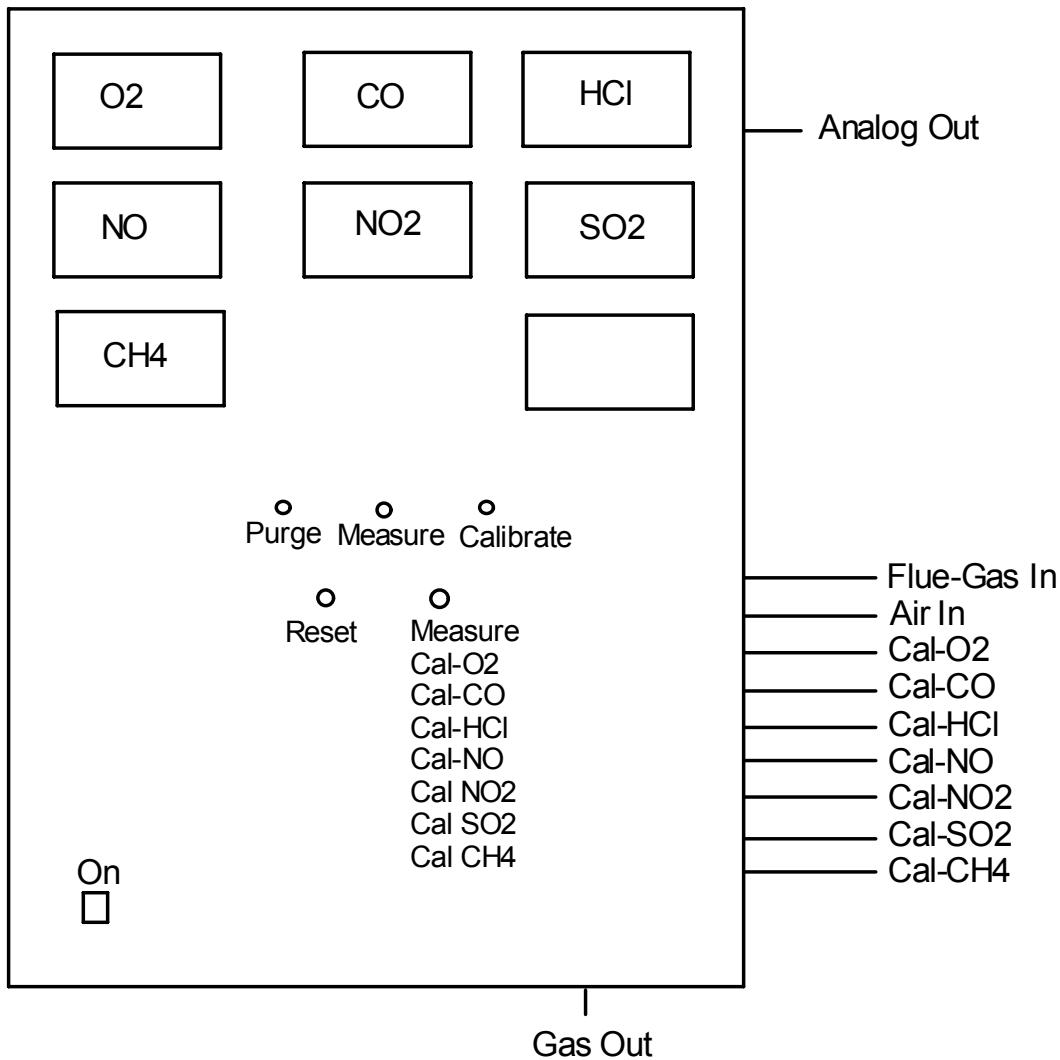 O2
CO
HCl
Analog Out
NO
NO2
SO2
CH4
Purge Measure Calibrate
Reset
Measure
Cal-O2
Cal-CO
Cal-HCl
Cal-NO
Cal NO2
Cal SO2
Cal CH4
Flue-Gas In
Air In
Cal-O2
Cal-CO
Cal-HCl
Cal-NO
Cal-NO2
Cal-SO2
Cal-CH4
On
Gas Out